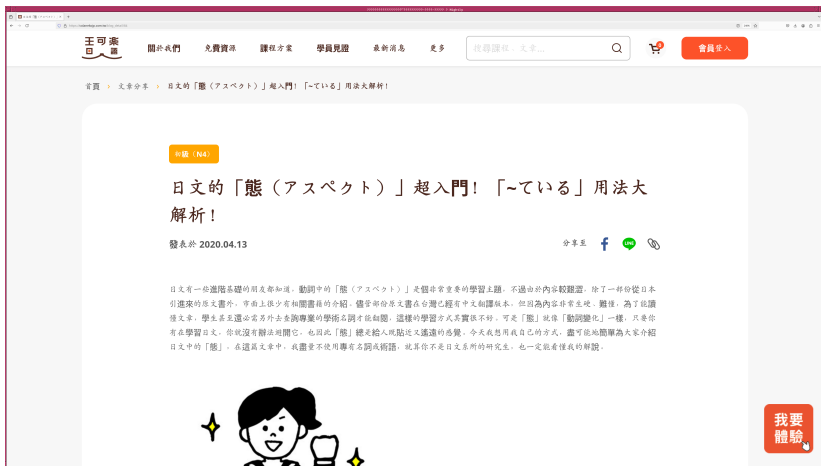 王可樂
日語
關於我們
免費資源
課程方案
學員見證
最新消息
更多
搜尋課程、文章...
會員登入
首頁 › 文章分享 › 日文的「態（アスペクト）」超入門！「~ている」用法大解析！
初級（N4）
日文的「態（アスペクト）」超入門！「~ている」用法大
解析！
發表於 2020.04.13
分享至
LINE
日文有一些進階基礎的朋友都知道，動詞中的「態（アスペクト）」是個非常重要的學習主題，不過由於內容較艱澀，除了一部份從日本
引進來的原文書外，市面上很少有相關書籍的介紹，儘管部份原文書在台灣已經有中文翻譯版本，但因為內容非常生硬、難懂，為了能讀
懂文章，學生甚至還必需另外去查詢專業的學術名詞才能翻閱，這樣的學習方式其實很不好，可是「態」就像「動詞變化」一樣，只要你
有在學習日文，你就沒有辦法避開它，也因此「態」總是給人既貼近又遙遠的感覺，今天我想用我自己的方式，盡可能地簡單為大家介紹
日文中的「態」，在這篇文章中，我盡量不使用專有名詞或術語，就算你不是日文系所的研究生，也一定能看懂我的解說。
我要
體驗